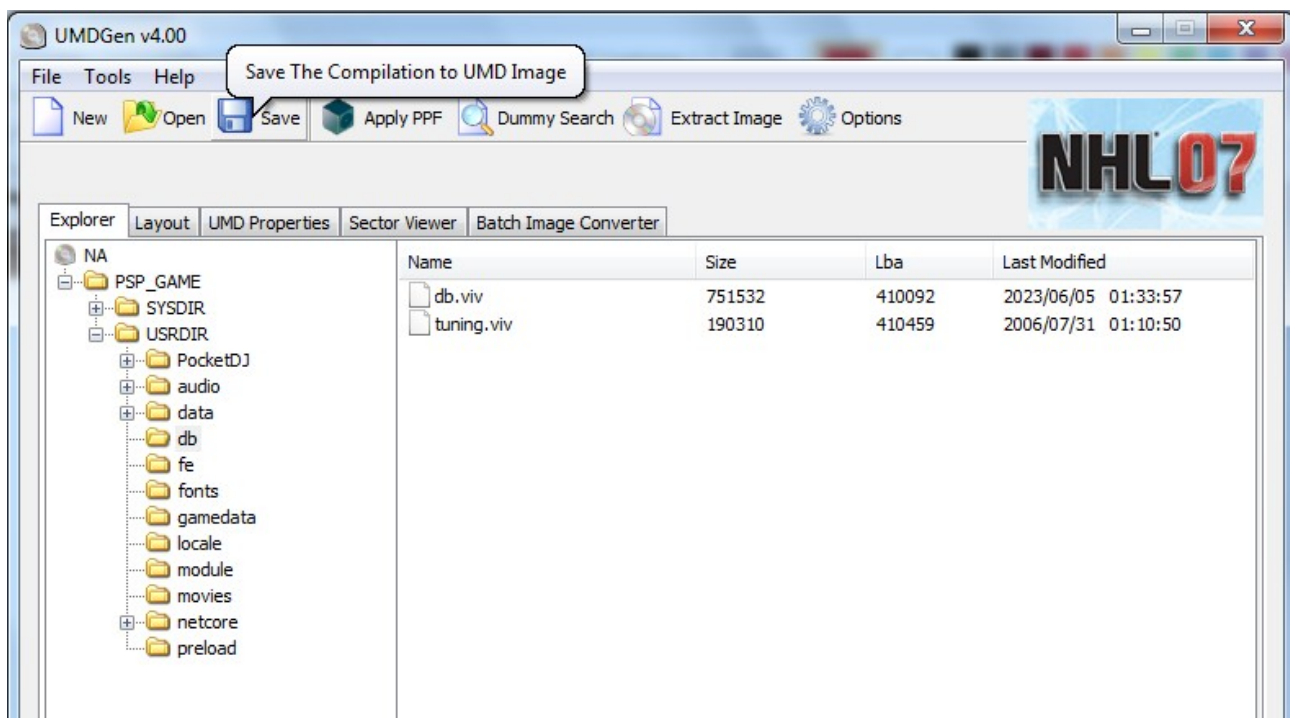 UMDGen v4.00
Save The Compilation to UMD Image
File Tools Help
New Open Save Apply PPF Dummy Search Extract Image Options
NHL 07
Explorer Layout UMD Properties Sector Viewer Batch Image Converter
NA
PSP_GAME
SYSDIR
USRDIR
PocketDJ
audio
data
db
fe
fonts
gamedata
locale
module
movies
netcore
preload
Name Size Lba Last Modified
db.viv 751532 410092 2023/06/05 01:33:57
tuning.viv 190310 410459 2006/07/31 01:10:50